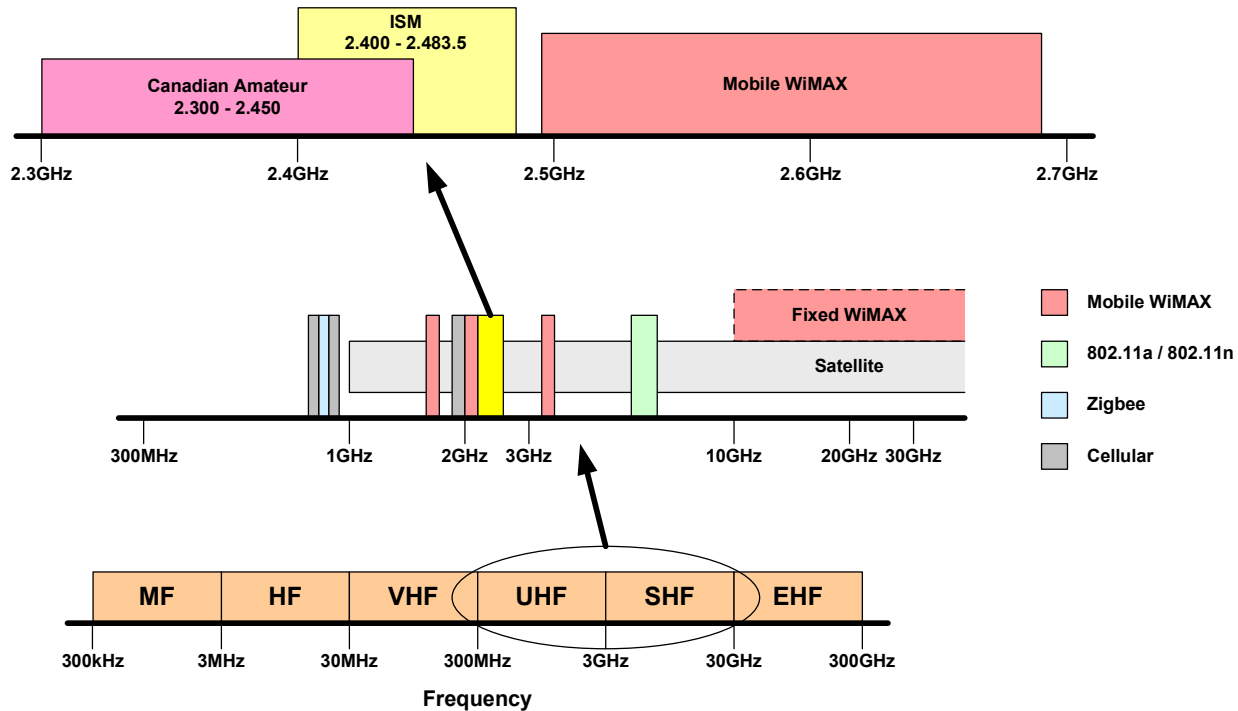 ISM
2.400 - 2.483.5
Canadian Amateur
2.300 - 2.450
Mobile WiMAX
2.3GHz
2.4GHz
2.5GHz
2.6GHz
2.7GHz
Fixed WiMAX
Satellite
300MHz
1GHz
2GHz
3GHz
10GHz
20GHz
30GHz
Mobile WiMAX
802.11a / 802.11n
Zigbee
Cellular
MF
HF
VHF
UHF
SHF
EHF
300kHz
3MHz
30MHz
300MHz
3GHz
30GHz
300GHz
Frequency